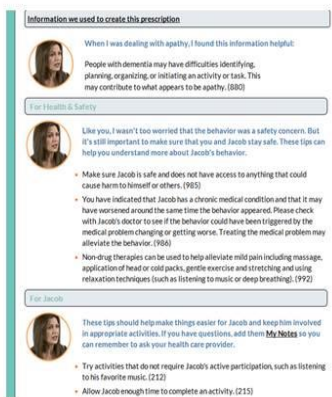 Information we used to create this prescription
When I was dealing with apathy, I found this information helpful:
People with dementia may have difficulties identifying,
planning, organizing, or initiating an activity or task. This
may contribute to what appears to be apathy. (880)
For Health & Safety
Like you, I wasn't too worried that the behavior was a safety concern. But
it's still important to make sure that you and Jacob stay safe. These tips can
help you understand more about Jacob's behavior.
Make sure Jacob is safe and does not have access to anything that could
cause harm to himself or others. (985)
You have indicated that Jacob has a chronic medical condition and that it may
have worsened around the same time the behavior appeared. Please check
with Jacob's doctor to see if the behavior could have been triggered by the
medical problem changing or getting worse. Treating the medical problem may
alleviate the behavior. (986)
Non-drug therapies can be used to help alleviate mild pain including massage,
application of head or cold packs, gentle exercise and stretching and using
relaxation techniques (such as listening to music or deep breathing). (992)
For Jacob
These tips should help make things easier for Jacob and keep him involved
in appropriate activities. If you have questions, add them My Notes so you
can remember to ask your health care provider.
Try activities that do not require Jacob's active participation, such as listening
to his favorite music. (212)
Allow Jacob enough time to complete an activity. (215)